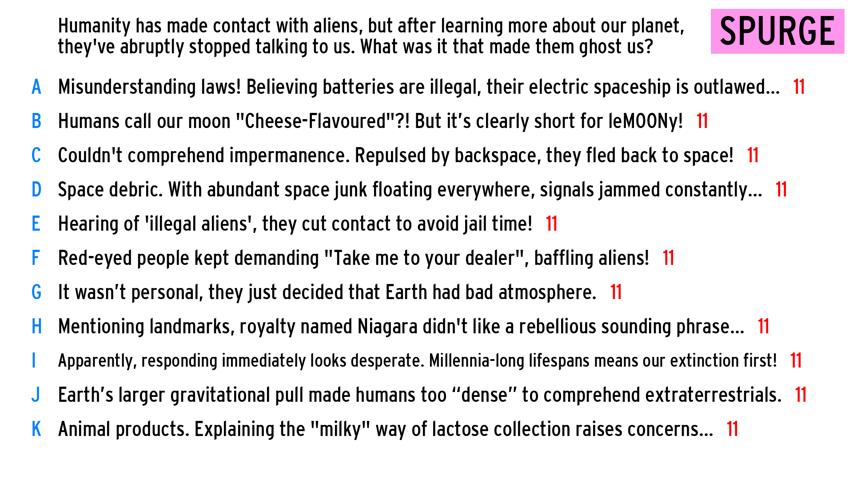 Humanity has made contact with aliens, but after learning more about our planet,
they've abruptly stopped talking to us. What was it that made them ghost us?
SPURGE
A Misunderstanding laws! Believing batteries are illegal, their electric spaceship is outlawed... 11
B Humans call our moon "Cheese-Flavoured"?! But it's clearly short for leMOONy! 11
C Couldn't comprehend impermanence. Repulsed by backspace, they fled back to space! 11
D Space debric. With abundant space junk floating everywhere, signals jammed constantly... 11
E Hearing of 'illegal aliens', they cut contact to avoid jail time! 11
F Red-eyed people kept demanding "Take me to your dealer", baffling aliens! 11
G It wasn't personal, they just decided that Earth had bad atmosphere. 11
H Mentioning landmarks, royalty named Niagara didn't like a rebellious sounding phrase... 11
I Apparently, responding immediately looks desperate. Millennia-long lifespans means our extinction first! 11
J Earth's larger gravitational pull made humans too “dense” to comprehend extraterrestrials. 11
K Animal products. Explaining the "milky" way of lactose collection raises concerns... 11